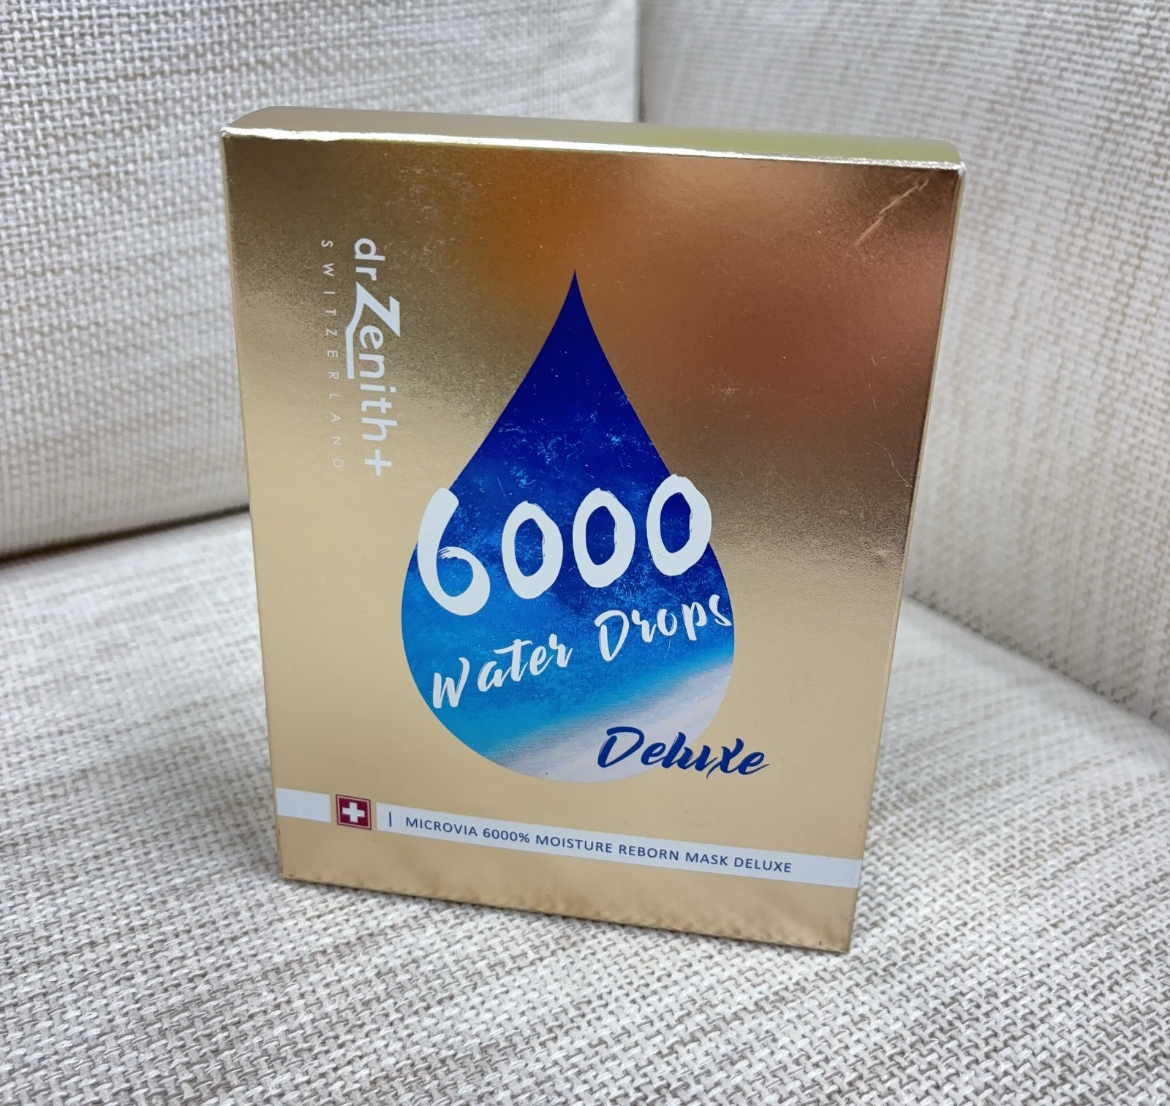 drZenith+
SWITZERLAND
6000
Water Drops
Deluxe
| MICROVIA 6000% MOISTURE REBORN MASK DELUXE